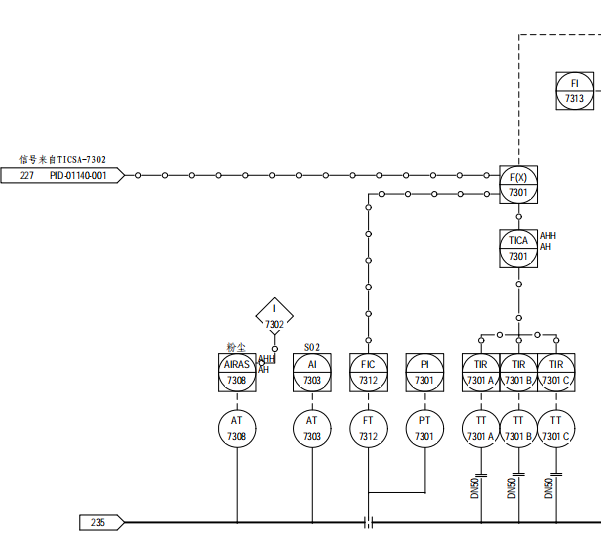 FI
7313
信号来自TICSA-7302
227 PID-01140-001
F(X)
7301
TICA
7301
AHH
AH
I
7302
粉尘
SO2
AIRAS
7308
AHH
AH
AI
7303
FIC
7312
PI
7301
TIR
7301 A
TIR
7301 B
TIR
7301 C
AT
7308
AT
7303
FT
7312
PT
7301
TT
7301 A
TT
7301 B
TT
7301 C
DN50
DN50
DN50
235